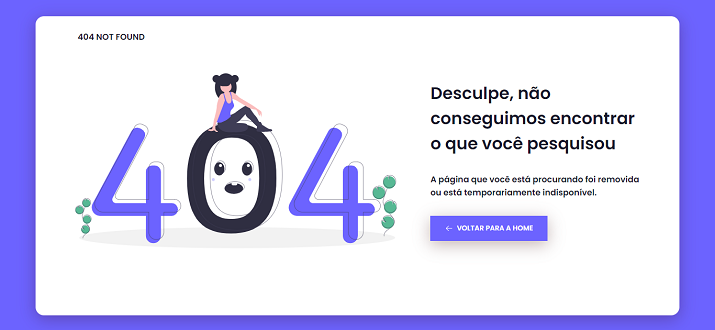 404 NOT FOUND
404
Desculpe, não
conseguimos encontrar
o que você pesquisou
A página que você está procurando foi removida
ou está temporariamente indisponivel.
← VOLTAR PARA A HOME